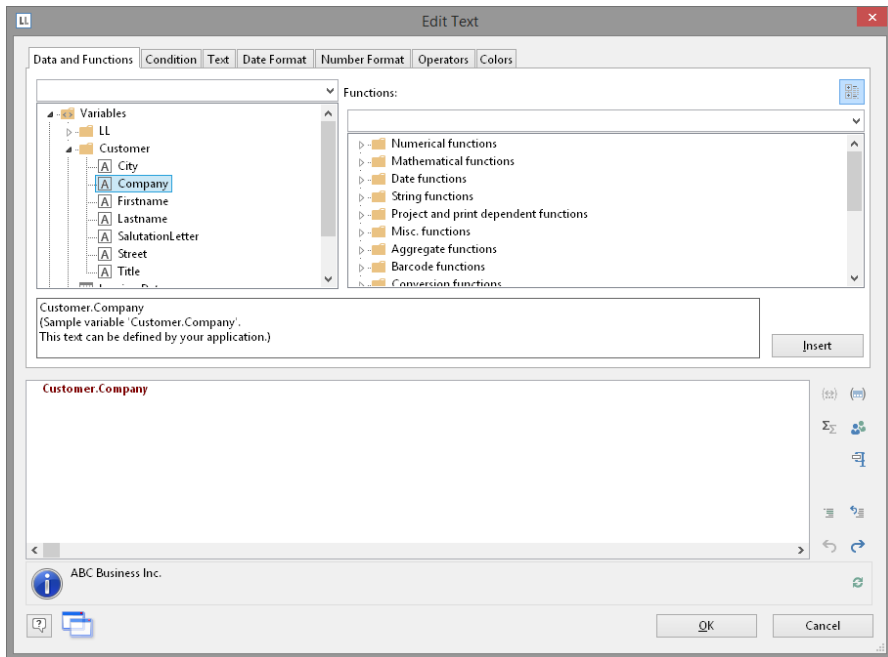 LL
Edit Text
Data and Functions Condition Text Date Format Number Format Operators Colors
Functions:
Variables
LL
Customer
City
Company
Firstname
Lastname
SalutationLetter
Street
Title
Numerical functions
Mathematical functions
Date functions
String functions
Project and print dependent functions
Misc. functions
Aggregate functions
Barcode functions
Conversion functions
Customer.Company
(Sample variable 'Customer.Company'.
This text can be defined by your application.)
Insert
Customer.Company
ABC Business Inc.
OK
Cancel